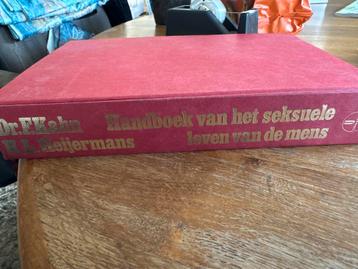 Dr. F. Kahn Handboek van het seksuele
H.L. Heijermans leven van de mens